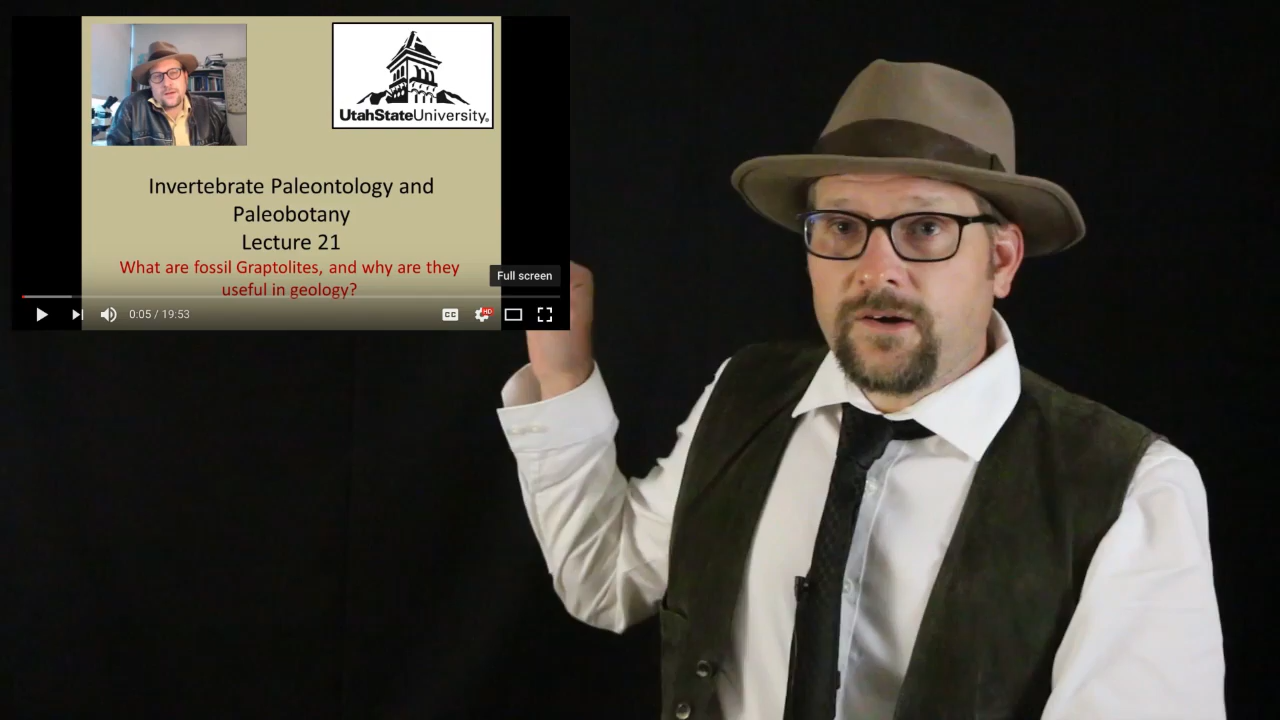 UtahStateUniversity®
Invertebrate Paleontology and
Paleobotany
Lecture 21
What are fossil Graptolites, and why are they
useful in geology?
Full screen
0:05 / 19:53
CC
HD